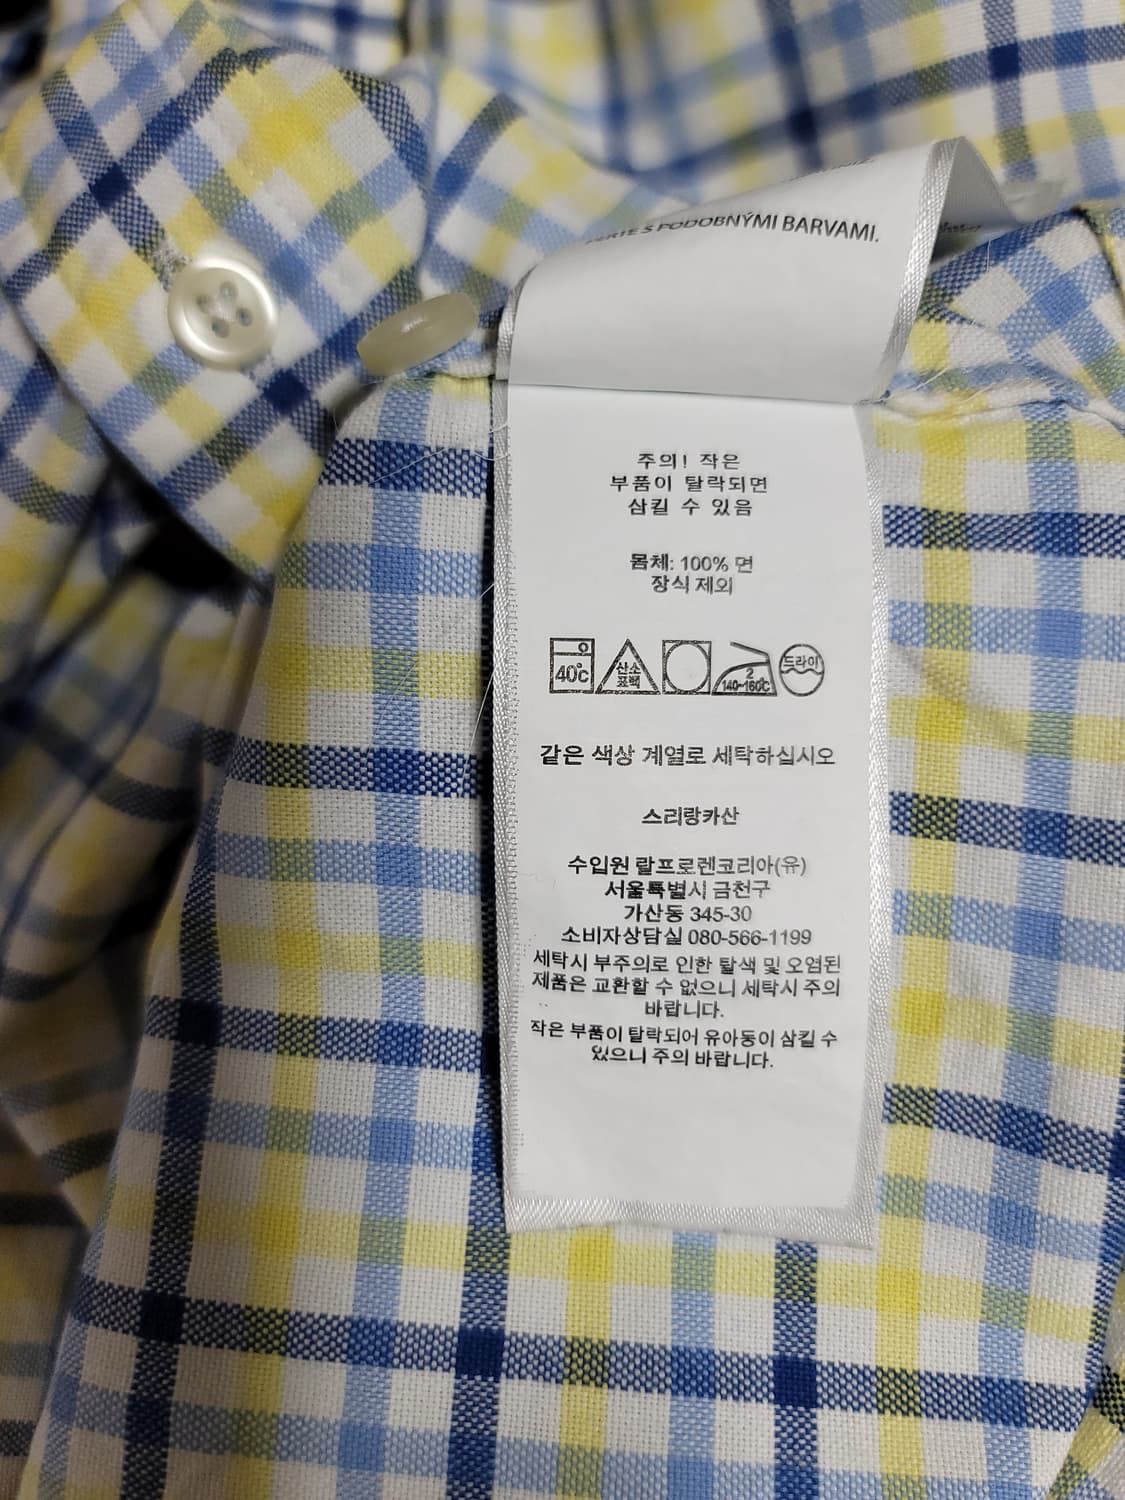 S PODOBNÝMI BARVAMI.
주의! 작은
부품이 탈락되면
삼킬 수 있음
몸체: 100% 면
장식 제외
40°C 산소 표백 2 140~160°C 드라이
같은 색상 계열로 세탁하십시오
스리랑카산
수입원 랄프로렌코리아(유)
서울특별시 금천구
가산동 345-30
소비자상담실 080-566-1199
세탁시 부주의로 인한 탈색 및 오염된
제품은 교환할 수 없으니 세탁시 주의
바랍니다.
작은 부품이 탈락되어 유아동이 삼킬 수
있으니 주의 바랍니다.